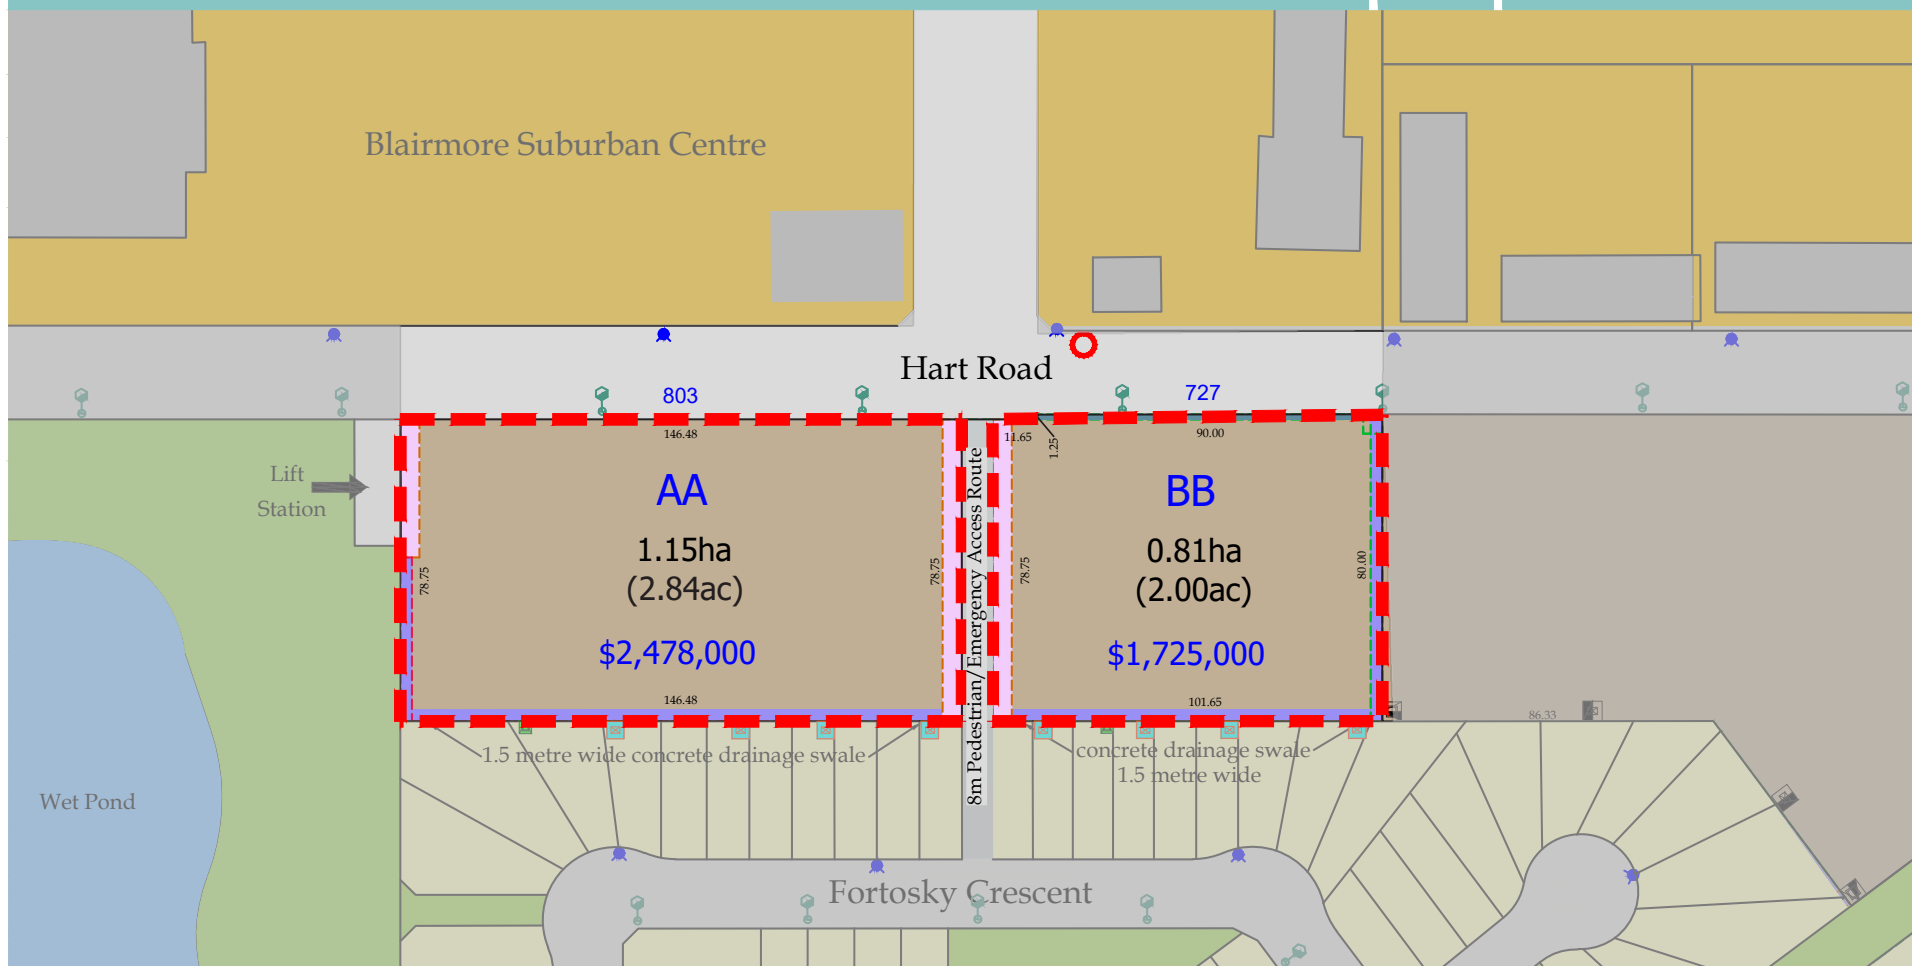 Blairmore Suburban Centre
Hart Road
803
727
146.48
11.65
1.25
90.00
Lift
Station
AA
1.15ha
(2.84ac)
$2,478,000
78.75
78.75
146.48
8m Pedestrian/Emergency Access Route
BB
0.81ha
(2.00ac)
$1,725,000
78.75
80.00
101.65
86.33
1.5 metre wide concrete drainage swale
concrete drainage swale
1.5 metre wide
Wet Pond
Fortosky Crescent